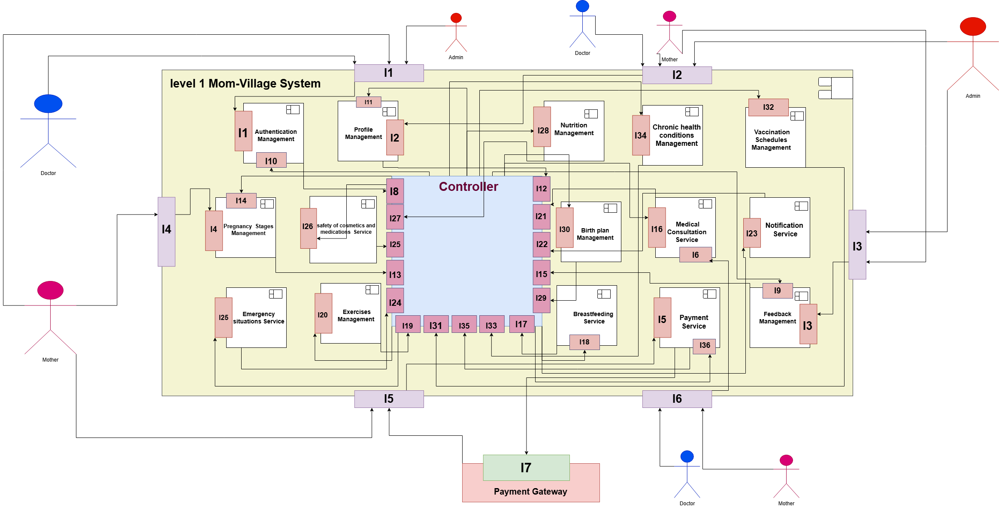 Admin
Doctor
Mother
Admin
I1
I2
level 1 Mom-Village System
Doctor
I11
I32
I1
Authentication
Management
I10
Profile
Management
I2
I28
Nutrition
Management
I34
Chronic health
conditions
Management
Vaccination
Schedules
Management
Controller
I8
I27
I25
I13
I24
I12
I21
I22
I15
I29
I19
I31
I35
I33
I17
I4
I14
I4
Pregnancy Stages
Management
I26
safety of cosmetics and
medications Service
I30
Birth plan
Management
I16
Medical
Consultation
Service
I6
I23
Notification
Service
I3
I25
Emergency
situations Service
I20
Exercises
Management
Breastfeeding
Service
I18
I5
Payment
Service
I36
I9
Feedback
Management
I3
Mother
I5
I6
I7
Payment Gateway
Doctor
Mother